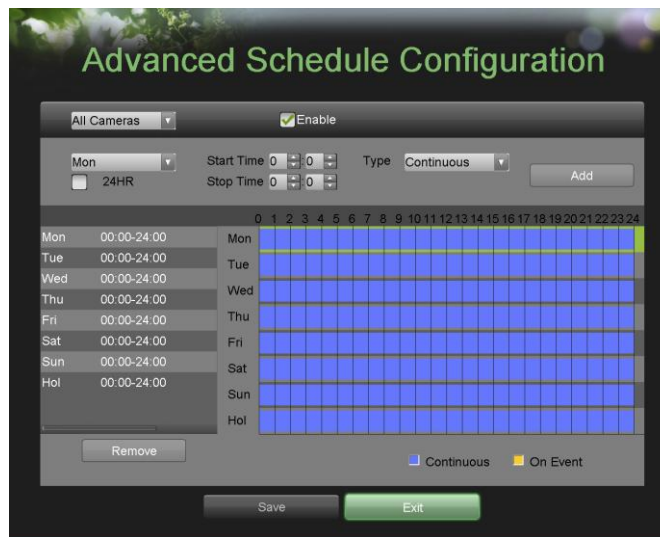 Advanced Schedule Configuration
All Cameras Enable
Mon Start Time 0 : 0 Type Continuous Add
24HR Stop Time 0 : 0
0 1 2 3 4 5 6 7 8 9 10 11 12 13 14 15 16 17 18 19 20 21 22 23 24
Mon 00:00-24:00 Mon
Tue 00:00-24:00 Tue
Wed 00:00-24:00 Wed
Thu 00:00-24:00 Thu
Fri 00:00-24:00 Fri
Sat 00:00-24:00 Sat
Sun 00:00-24:00 Sun
Hol 00:00-24:00 Hol
Remove Continuous On Event
Save Exit